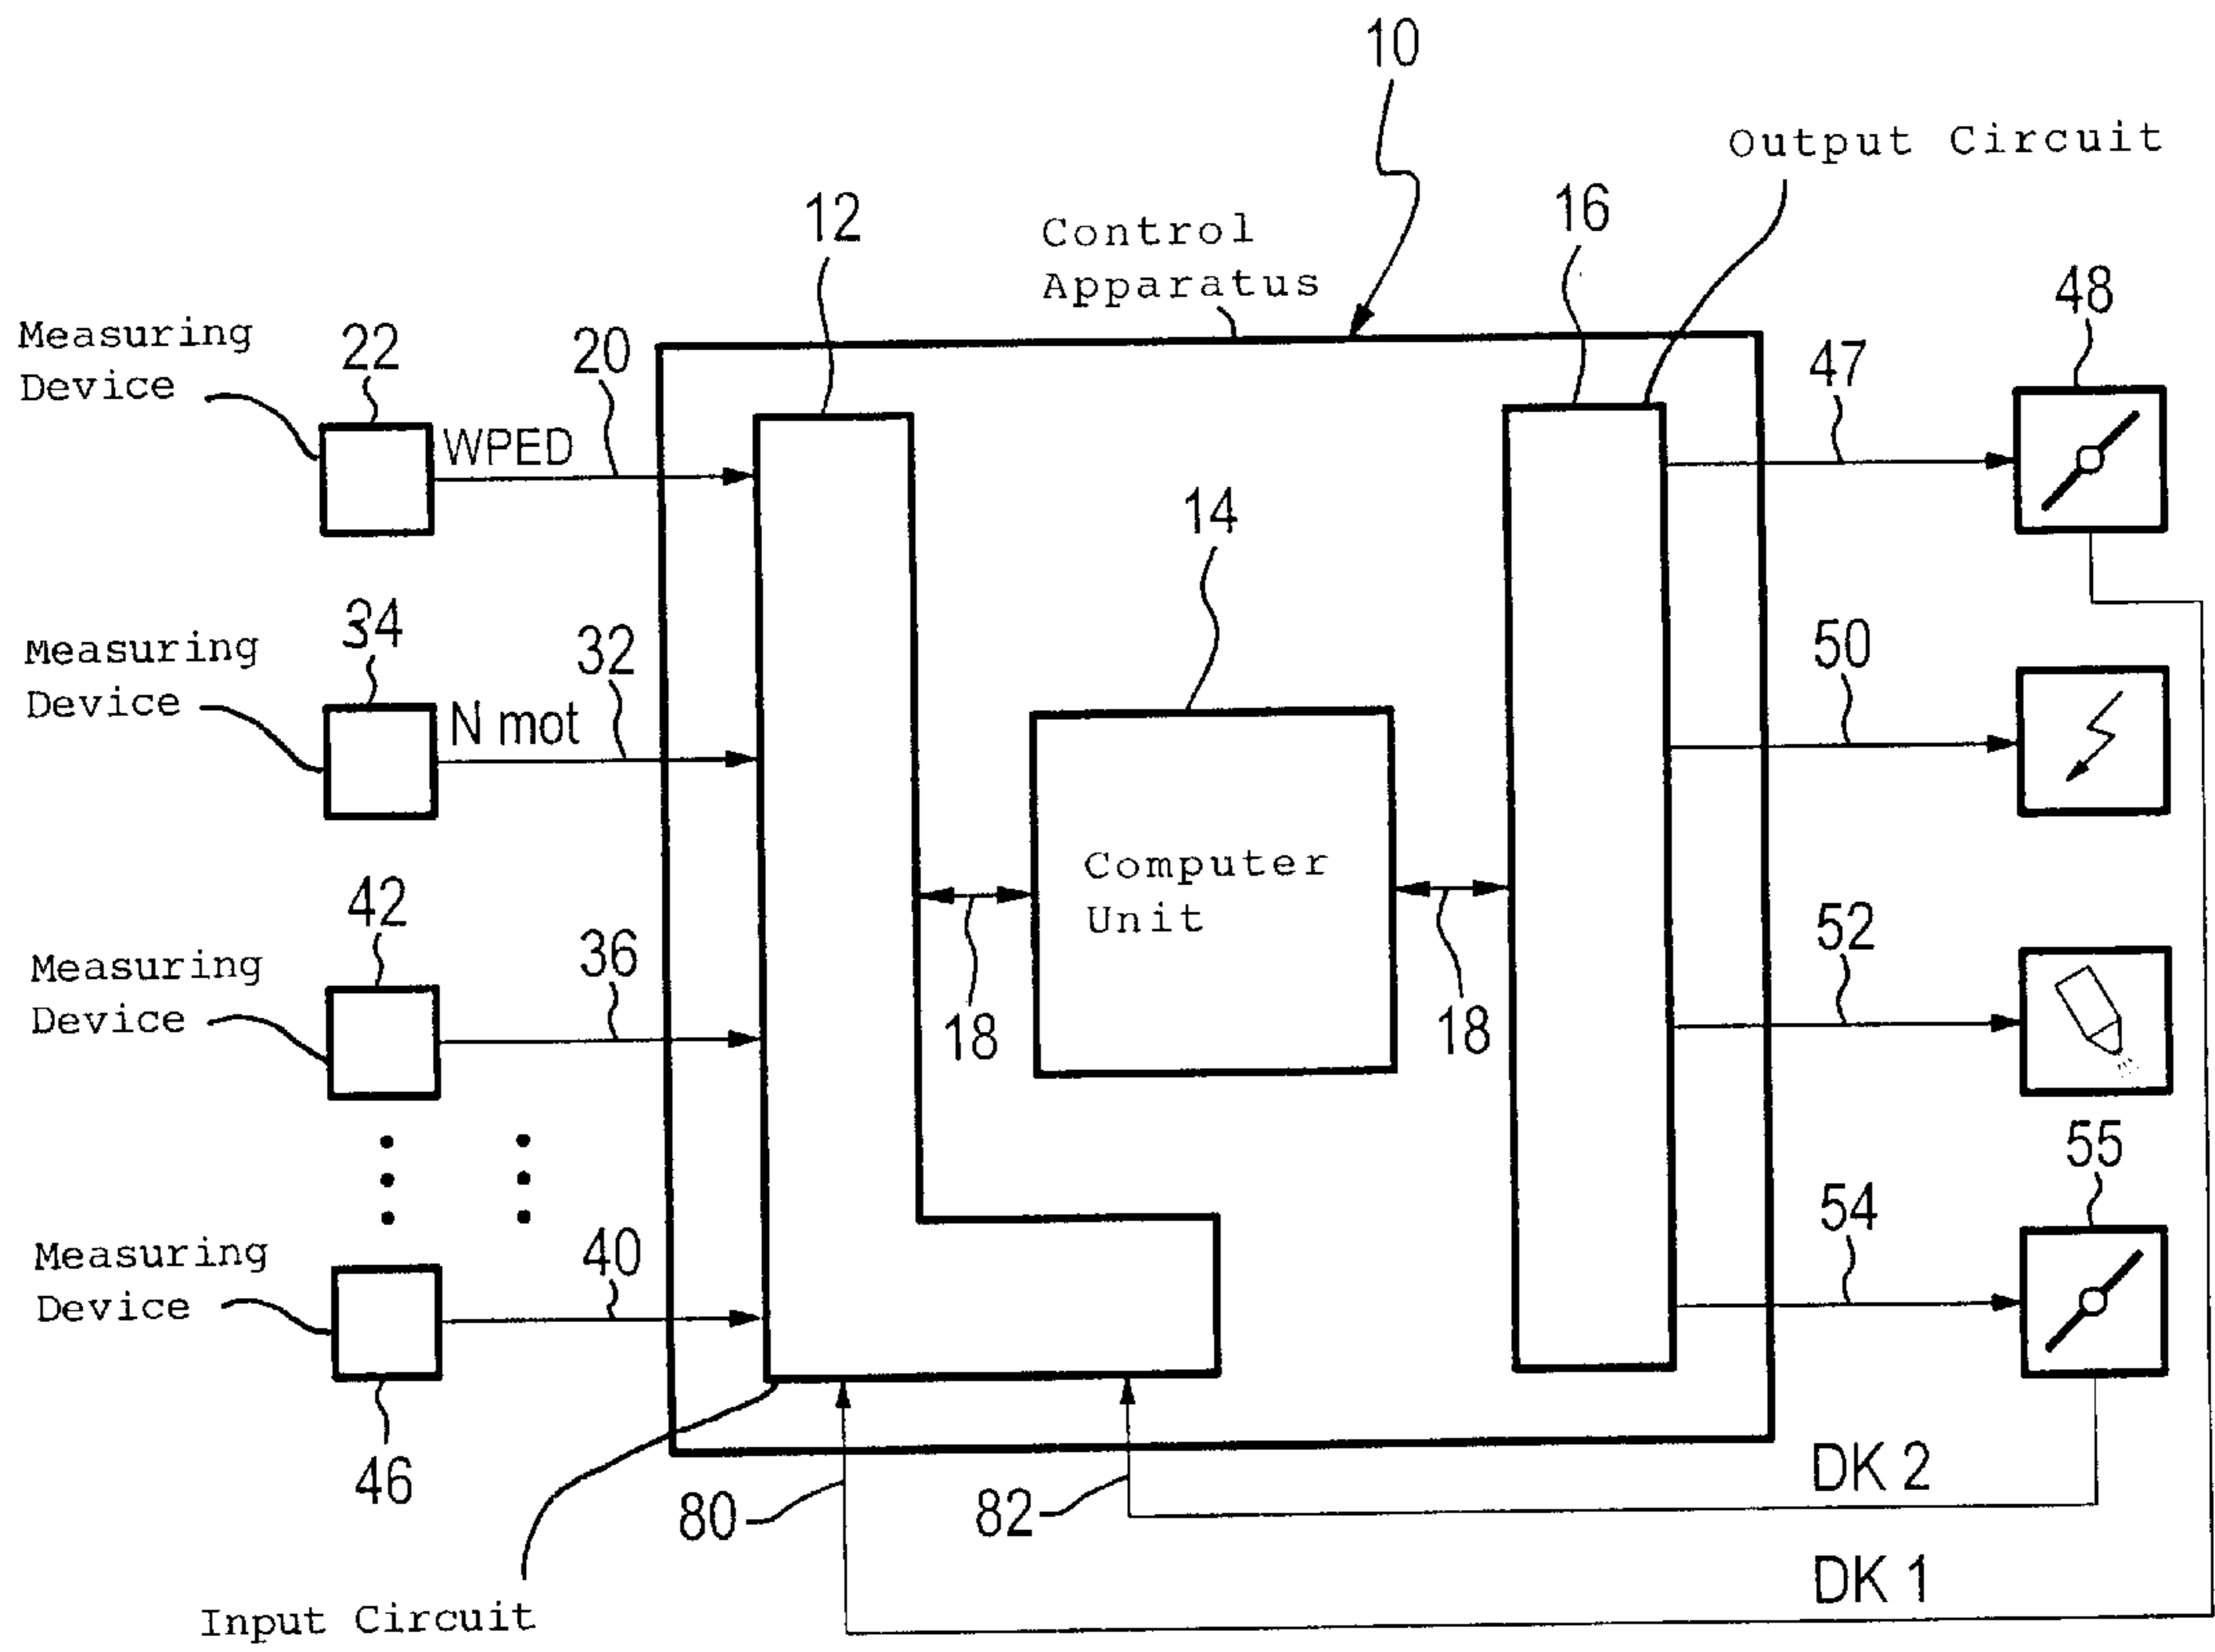 10
Output Circuit
12
16
Control
Apparatus
48
Measuring
Device
22
20
47
WPED
14
34
32
50
Measuring
Device
N mot
Computer
Unit
42
36
52
Measuring
Device
18
18
55
54
40
Measuring
Device
46
80
82
DK 2
DK 1
Input Circuit